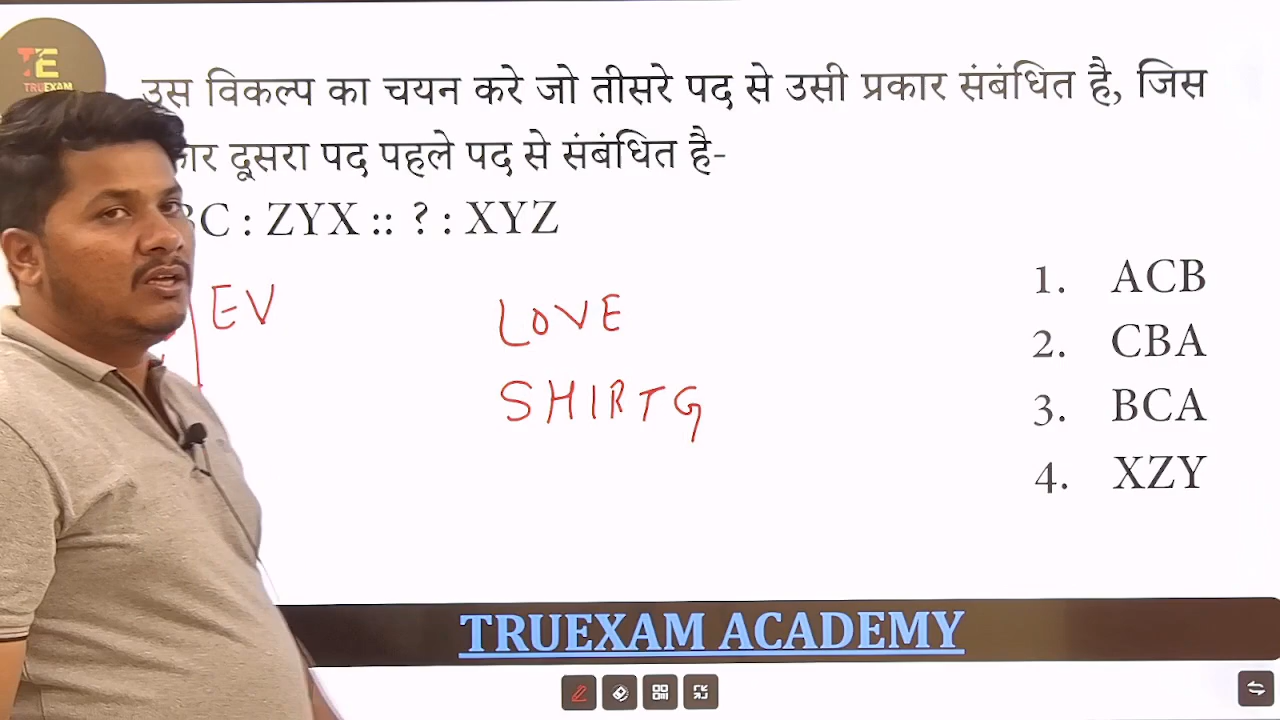 TE
TRUEXAM
उस विकल्प का चयन करे जो तीसरे पद से उसी प्रकार संबंधित है, जिस
दूसरा पद पहले पद से संबंधित है-
: ZYX :: ? : XYZ
EV
LOVE
SHIRTG
1. ACB
2. CBA
3. BCA
4. XZY
TRUEXAM ACADEMY